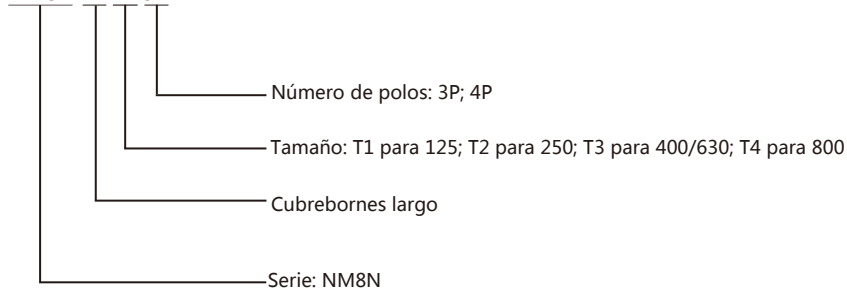 Número de polos: 3P; 4P
Tamaño: T1 para 125; T2 para 250; T3 para 400/630; T4 para 800
Cubrebornes largo
Serie: NM8N